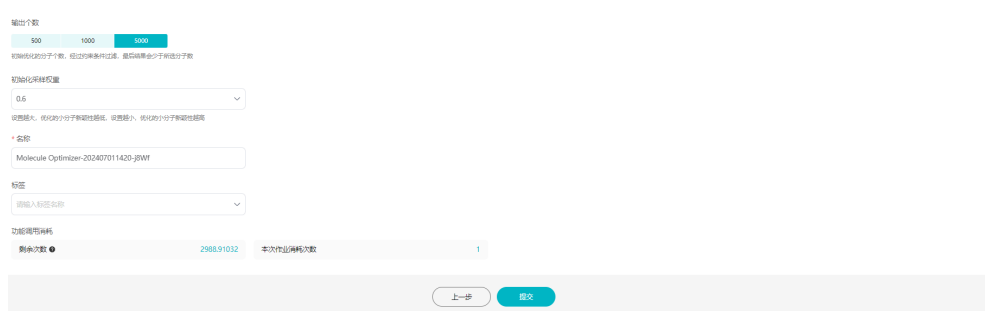 输出个数
500 1000 5000
初始优化的分子个数，经过约束条件过滤，最后结果会少于所选分子数
初始化采样权重
0.6
设置越大，优化的小分子新颖性越低，设置越小，优化的小分子新颖性越高
* 名称
Molecule Optimizer-202407011420-j8Wf
标签
请输入标签名称
功能调用消耗
剩余次数 2988.91032 本次作业消耗次数 1
上一步 提交